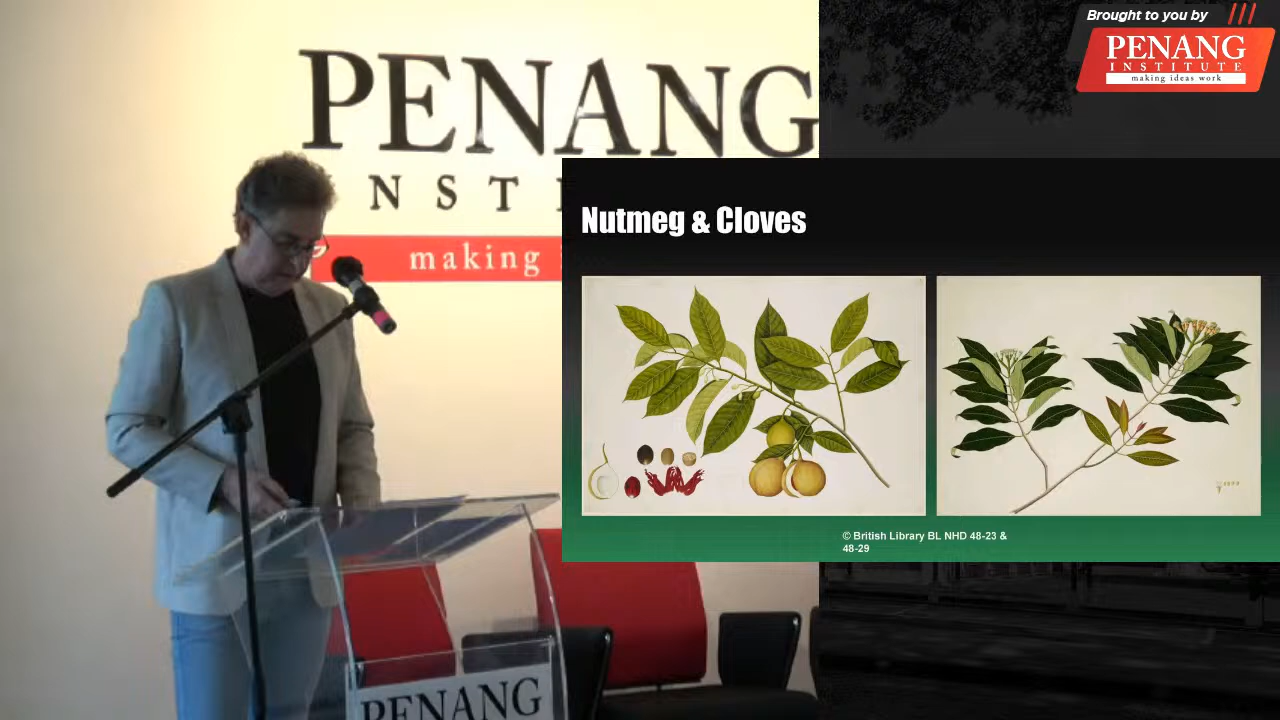 Brought to you by
PENANG
INSTITUTE
making ideas work
PENANG
NSTI
making
Nutmeg & Cloves
© British Library BL NHD 48-23 &
48-29
PENANG